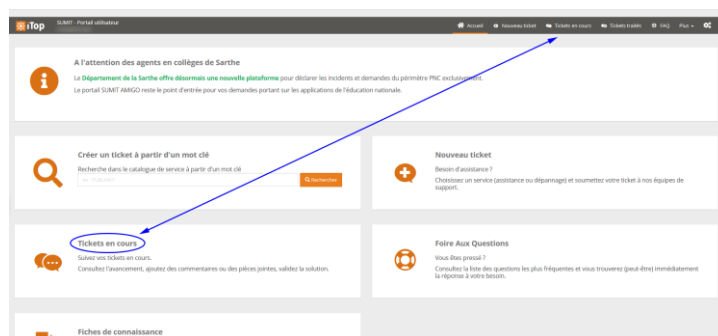 iTop
SUMIT - Portail utilisateur
Accueil
Nouveau ticket
Tickets en cours
Tickets traités
FAQ
Plus
A l'attention des agents en collèges de Sarthe
Le Département de la Sarthe offre désormais une nouvelle plateforme pour déclarer les incidents et demandes du périmètre PNC exclusivement.
Le portail SUMIT AMIGO reste le point d'entrée pour vos demandes portant sur les applications de l'éducation nationale.
Créer un ticket à partir d'un mot clé
Recherche dans le catalogue de service à partir d'un mot clé
Rechercher
Nouveau ticket
Besoin d'assistance ?
Choisissez un service (assistance ou dépannage) et soumettez votre ticket à nos équipes de
support.
Tickets en cours
Suivez vos tickets en cours.
Consultez l'avancement, ajoutez des commentaires ou des pièces jointes, validez la solution.
Foire Aux Questions
Vous êtes pressé ?
Consultez la liste des questions les plus fréquentes et vous trouverez (peut-être) immédiatement
la réponse à votre besoin.
Fiches de connaissance